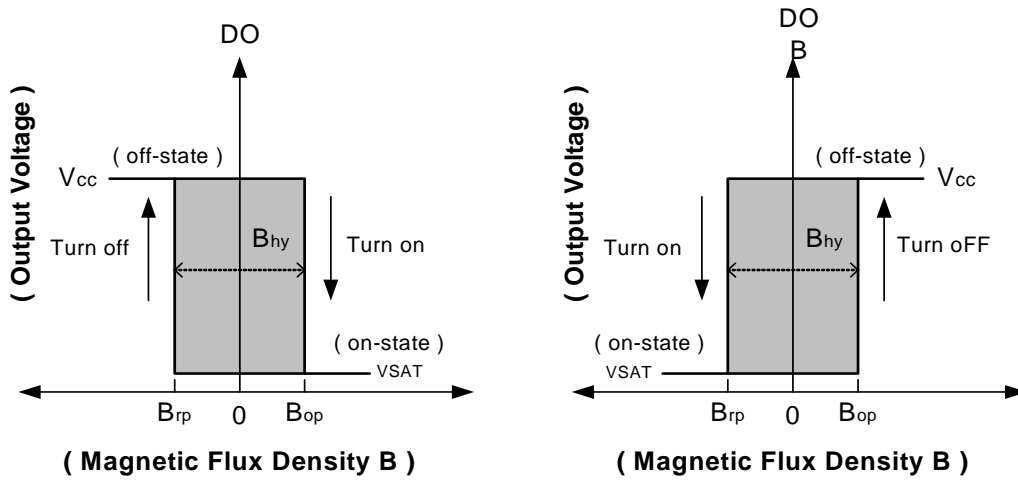 DO
( Output Voltage )
( off-state )
Vcc
Turn off
Bhy
Turn on
( on-state )
VSAT
Brp
0
Bop
( Magnetic Flux Density B )
DO
B
( Output Voltage )
( off-state )
Vcc
Turn on
Bhy
Turn oFF
( on-state )
VSAT
Brp
0
Bop
( Magnetic Flux Density B )